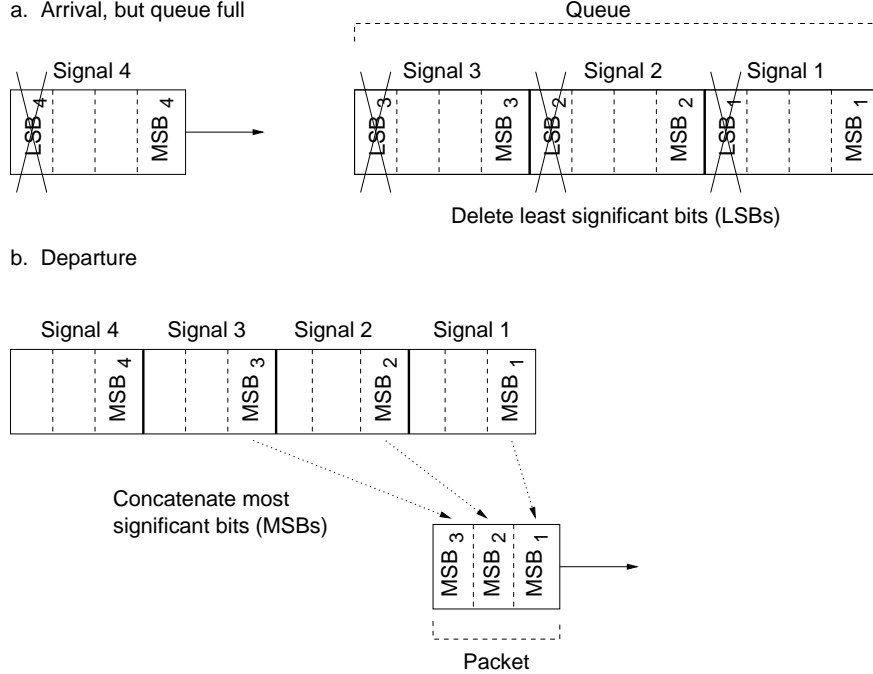 a. Arrival, but queue full
Queue
Signal 4
Signal 3
Signal 2
Signal 1
LSB 4
MSB 4
LSB 3
MSB 3
LSB 2
MSB 2
LSB 1
MSB 1
Delete least significant bits (LSBs)
b. Departure
Signal 4
Signal 3
Signal 2
Signal 1
MSB 4
MSB 3
MSB 2
MSB 1
Concatenate most
significant bits (MSBs)
MSB 3
MSB 2
MSB 1
Packet